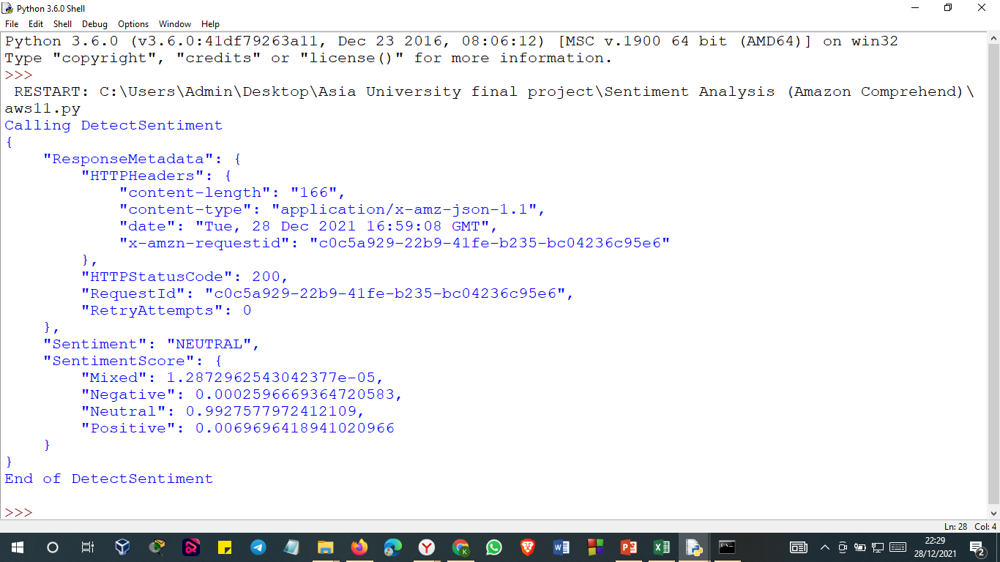 Python 3.6.0 Shell
File Edit Shell Debug Options Window Help
Python 3.6.0 (v3.6.0:41df79263a11, Dec 23 2016, 08:06:12) [MSC v.1900 64 bit (AMD64)] on win32
Type "copyright", "credits" or "license()" for more information.
>>>
 RESTART: C:\Users\Admin\Desktop\Asia University final project\Sentiment Analysis (Amazon Comprehend)\
aws11.py
Calling DetectSentiment
{
    "ResponseMetadata": {
        "HTTPHeaders": {
            "content-length": "166",
            "content-type": "application/x-amz-json-1.1",
            "date": "Tue, 28 Dec 2021 16:59:08 GMT",
            "x-amzn-requestid": "c0c5a929-22b9-41fe-b235-bc04236c95e6"
        },
        "HTTPStatusCode": 200,
        "RequestId": "c0c5a929-22b9-41fe-b235-bc04236c95e6",
        "RetryAttempts": 0
    },
    "Sentiment": "NEUTRAL",
    "SentimentScore": {
        "Mixed": 1.2872962543042377e-05,
        "Negative": 0.0002596669364720583,
        "Neutral": 0.9927577972412109,
        "Positive": 0.0069696418941020966
    }
}
End of DetectSentiment
>>>
Ln: 28 Col: 4
22:29
28/12/2021
2